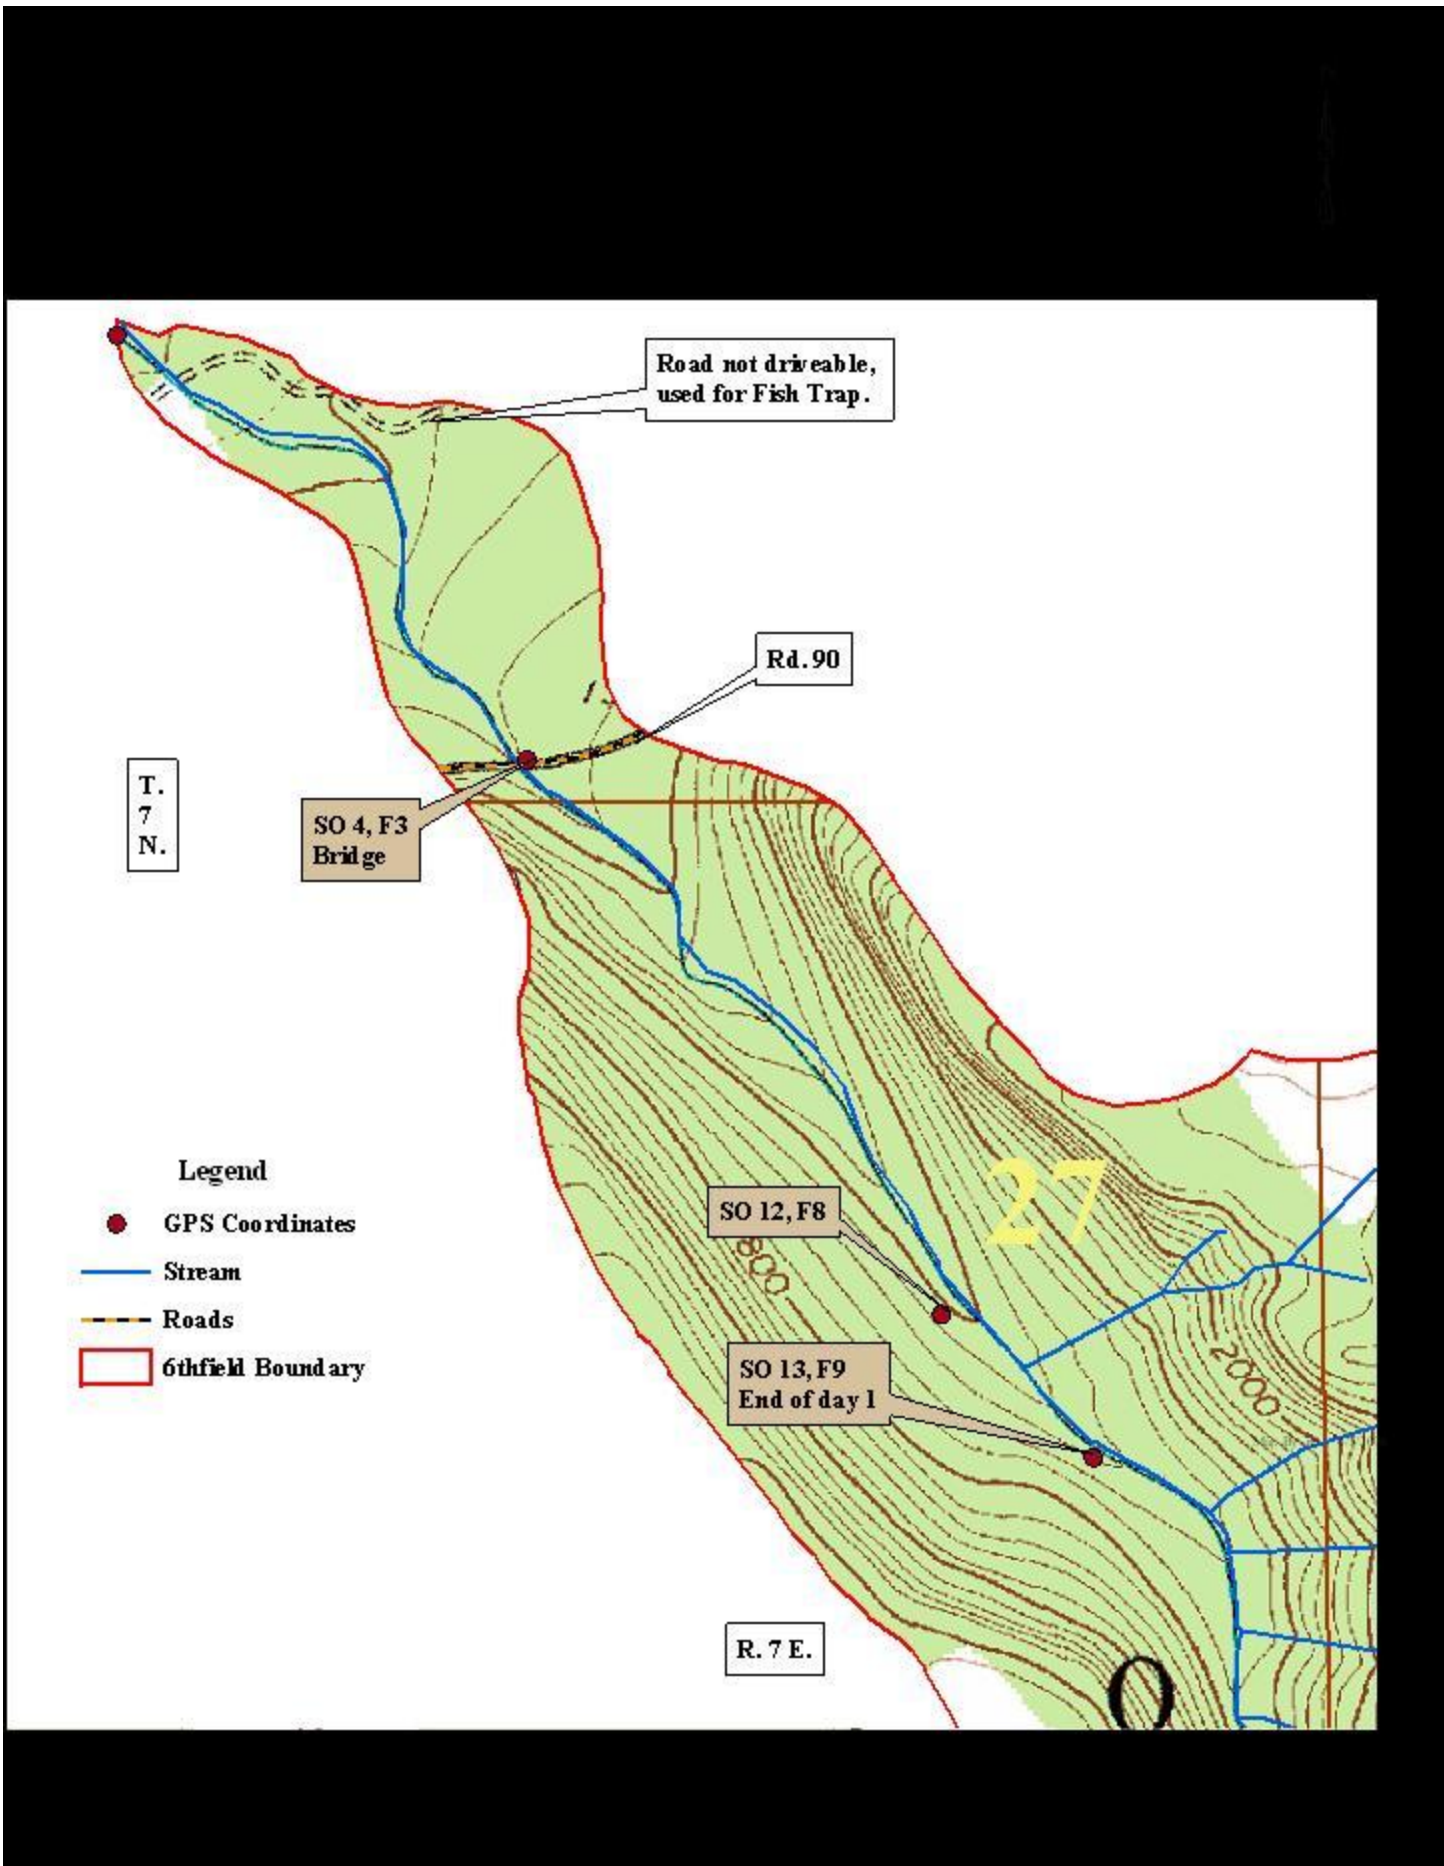 Road not driveable,
used for Fish Trap.
Rd. 90
T.
7
N.
SO 4, F3
Bridge
27
Legend
GPS Coordinates
Stream
Roads
6thfield Boundary
SO 12, F8
800
SO 13, F9
End of day 1
2000
R. 7 E.
O